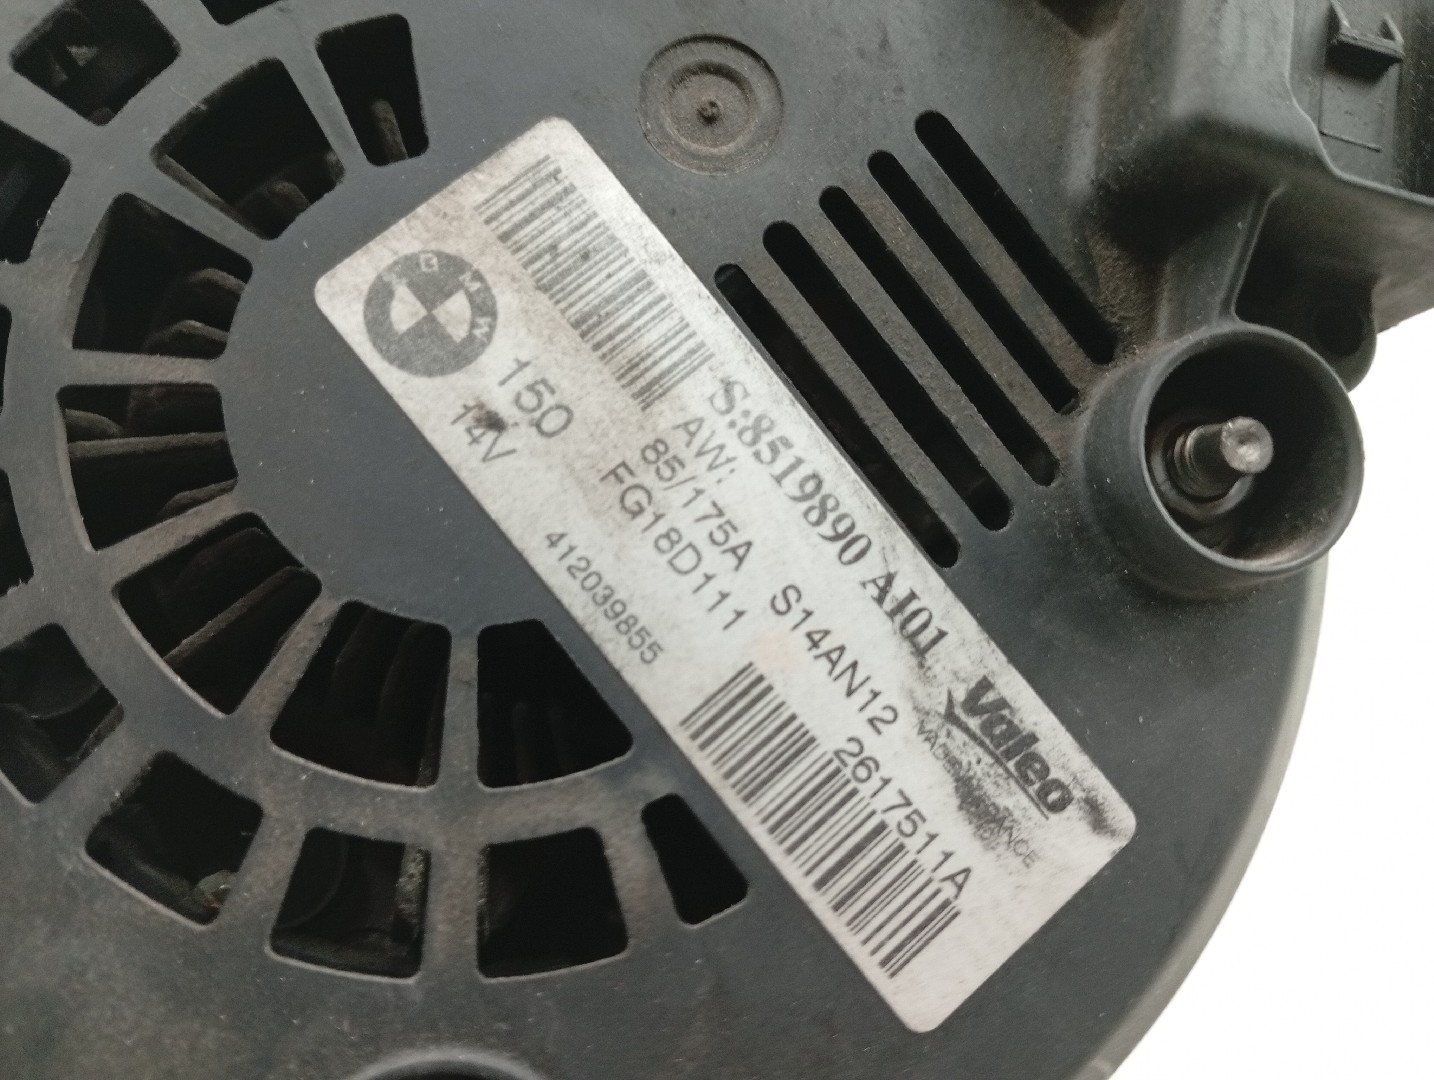 BMW
S:8519890 AI01
AW:
150
85/175A S14AN12
14V
FG18D111 2617511A
412039855
Valeo